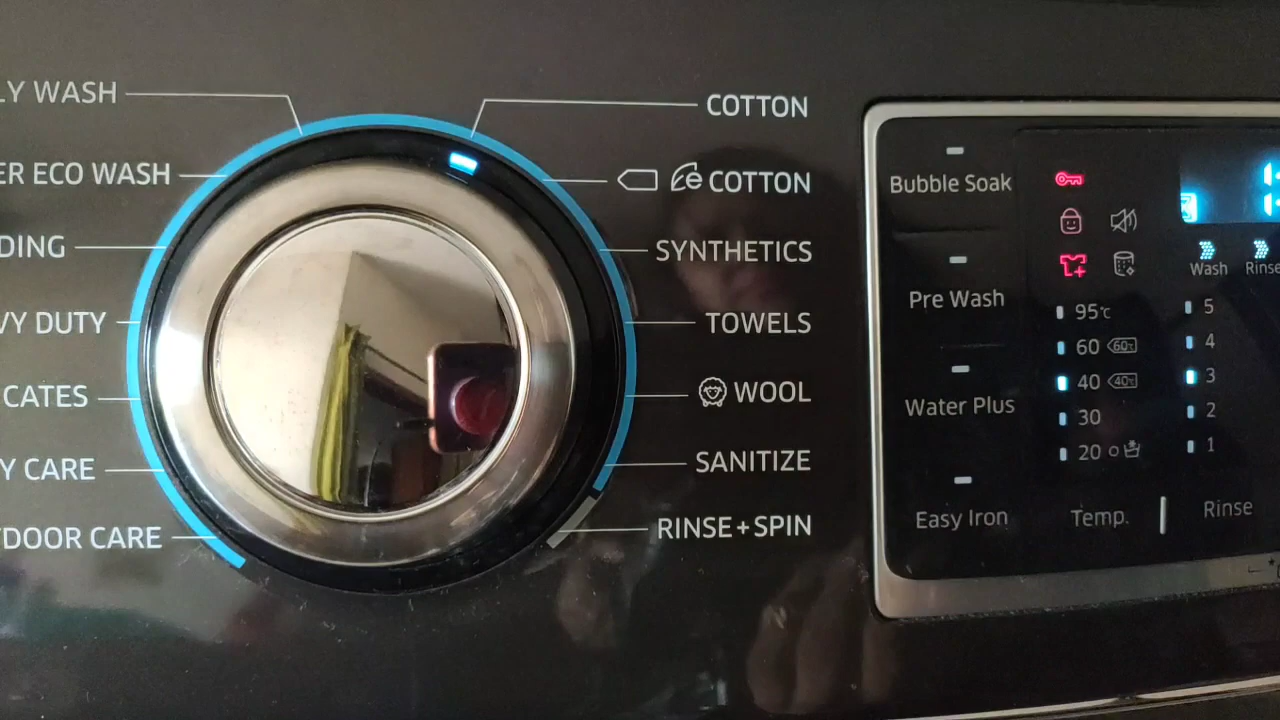 LY WASH
ER ECO WASH
DING
VY DUTY
CATES
Y CARE
DOOR CARE
COTTON
COTTON
SYNTHETICS
TOWELS
WOOL
SANITIZE
RINSE+SPIN
Bubble Soak
Pre Wash
Water Plus
Easy Iron
Wash
Rinse
95℃
60 60℃
40 40℃
30
20
Temp.
5
4
3
2
1
Rinse